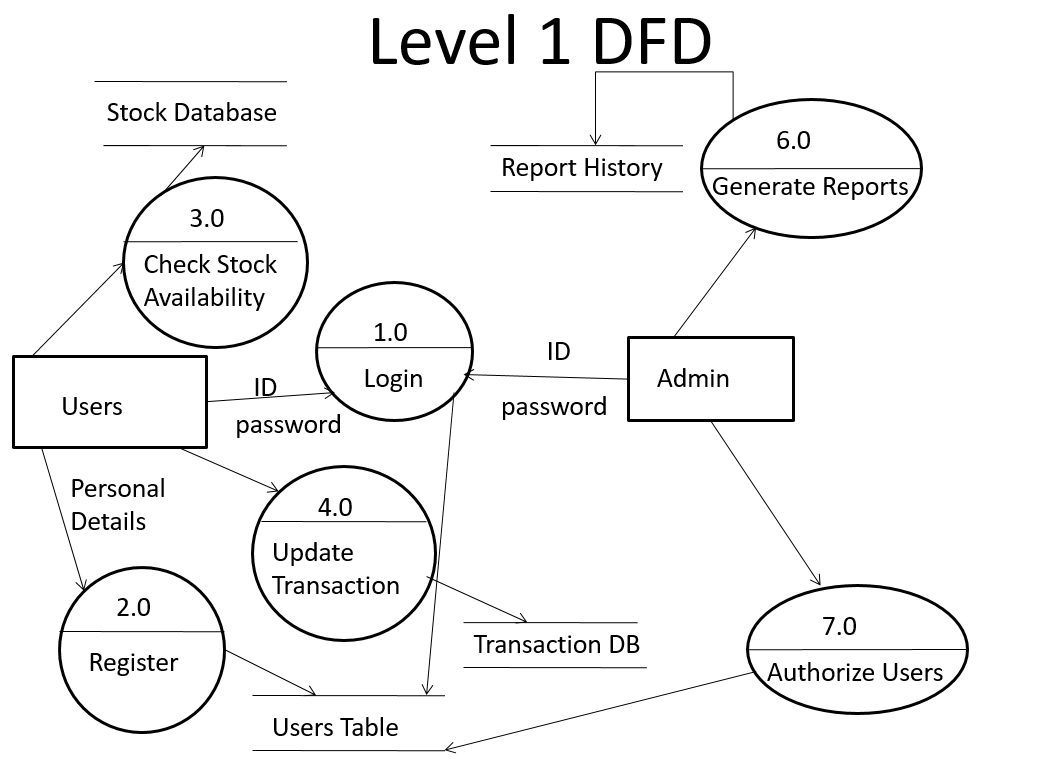 Level 1 DFD
Stock Database
Report History
6.0
Generate Reports
3.0
Check Stock
Availability
1.0
Login
ID
password
ID
password
Admin
Users
Personal
Details
4.0
Update
Transaction
2.0
Register
Transaction DB
7.0
Authorize Users
Users Table